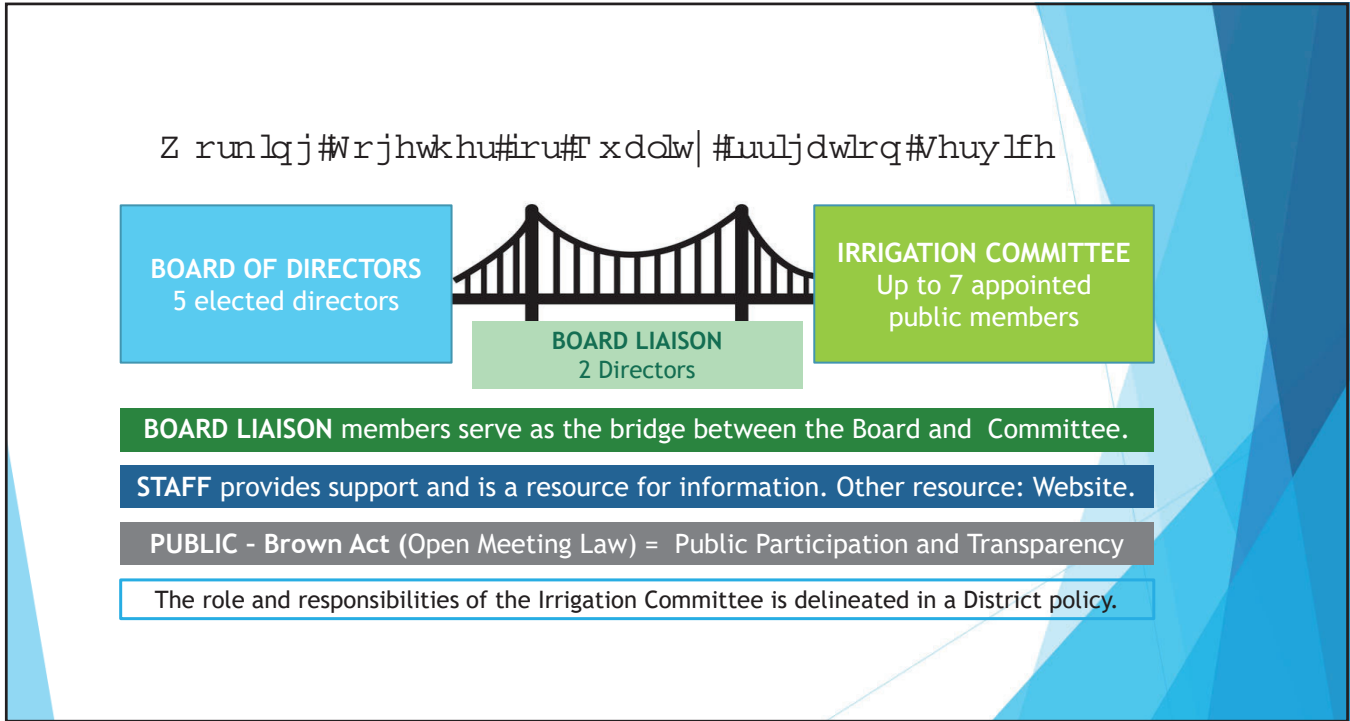 Z runlqj#Wrjhwkhu#iru#T xdolw| #Luuljdwlrq#Vhuylfh
BOARD OF DIRECTORS
5 elected directors
IRRIGATION COMMITTEE
Up to 7 appointed
public members
BOARD LIAISON
2 Directors
BOARD LIAISON members serve as the bridge between the Board and Committee.
STAFF provides support and is a resource for information. Other resource: Website.
PUBLIC – Brown Act (Open Meeting Law) = Public Participation and Transparency
The role and responsibilities of the Irrigation Committee is delineated in a District policy.